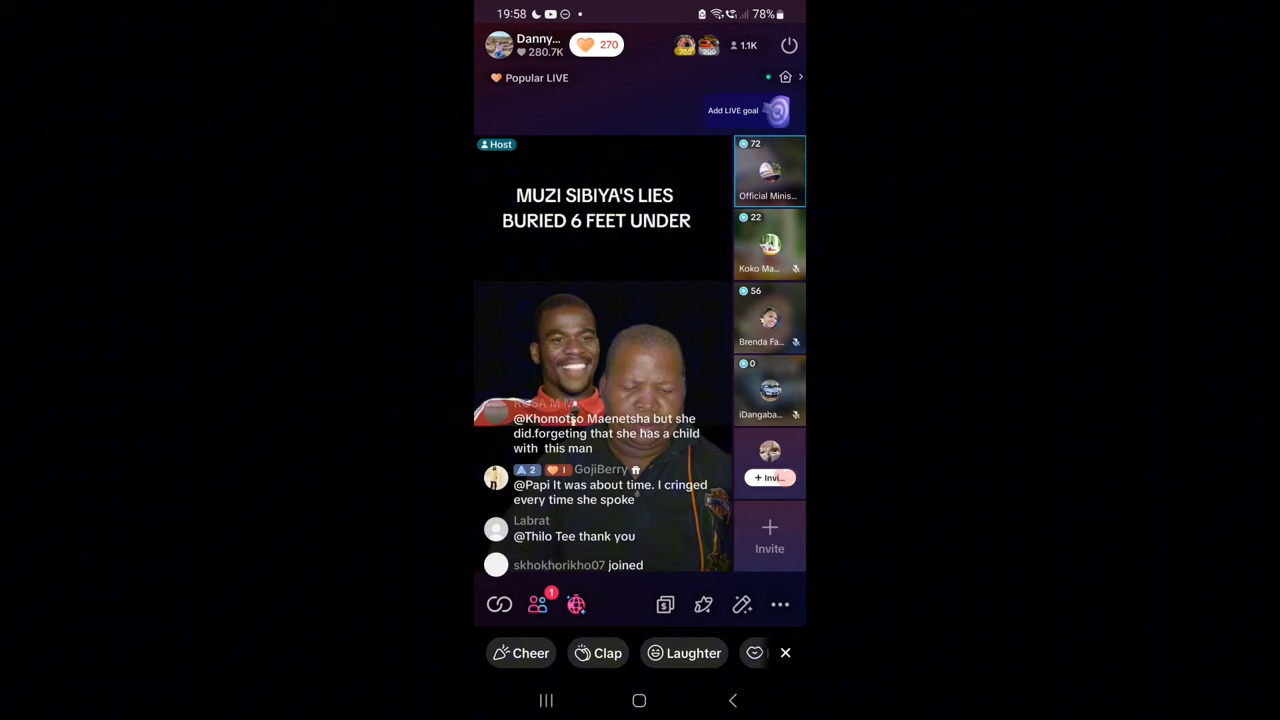 19:58
78%
Danny...
280.7K
270
263
200
1.1K
Popular LIVE
Add LIVE goal
Host
MUZI SIBIYA'S LIES
BURIED 6 FEET UNDER
72
Official Minis...
22
Koko Ma...
56
Brenda Fa...
0
iDangaba...
+ Invi...
Invite
ROSA M M
@Khomotso Maenetsha but she
did.forgeting that she has a child
with this man
2 I GojiBerry
@Papi It was about time. I cringed
every time she spoke
Labrat
@Thilo Tee thank you
skhokhorikho07 joined
1
Cheer
Clap
Laughter